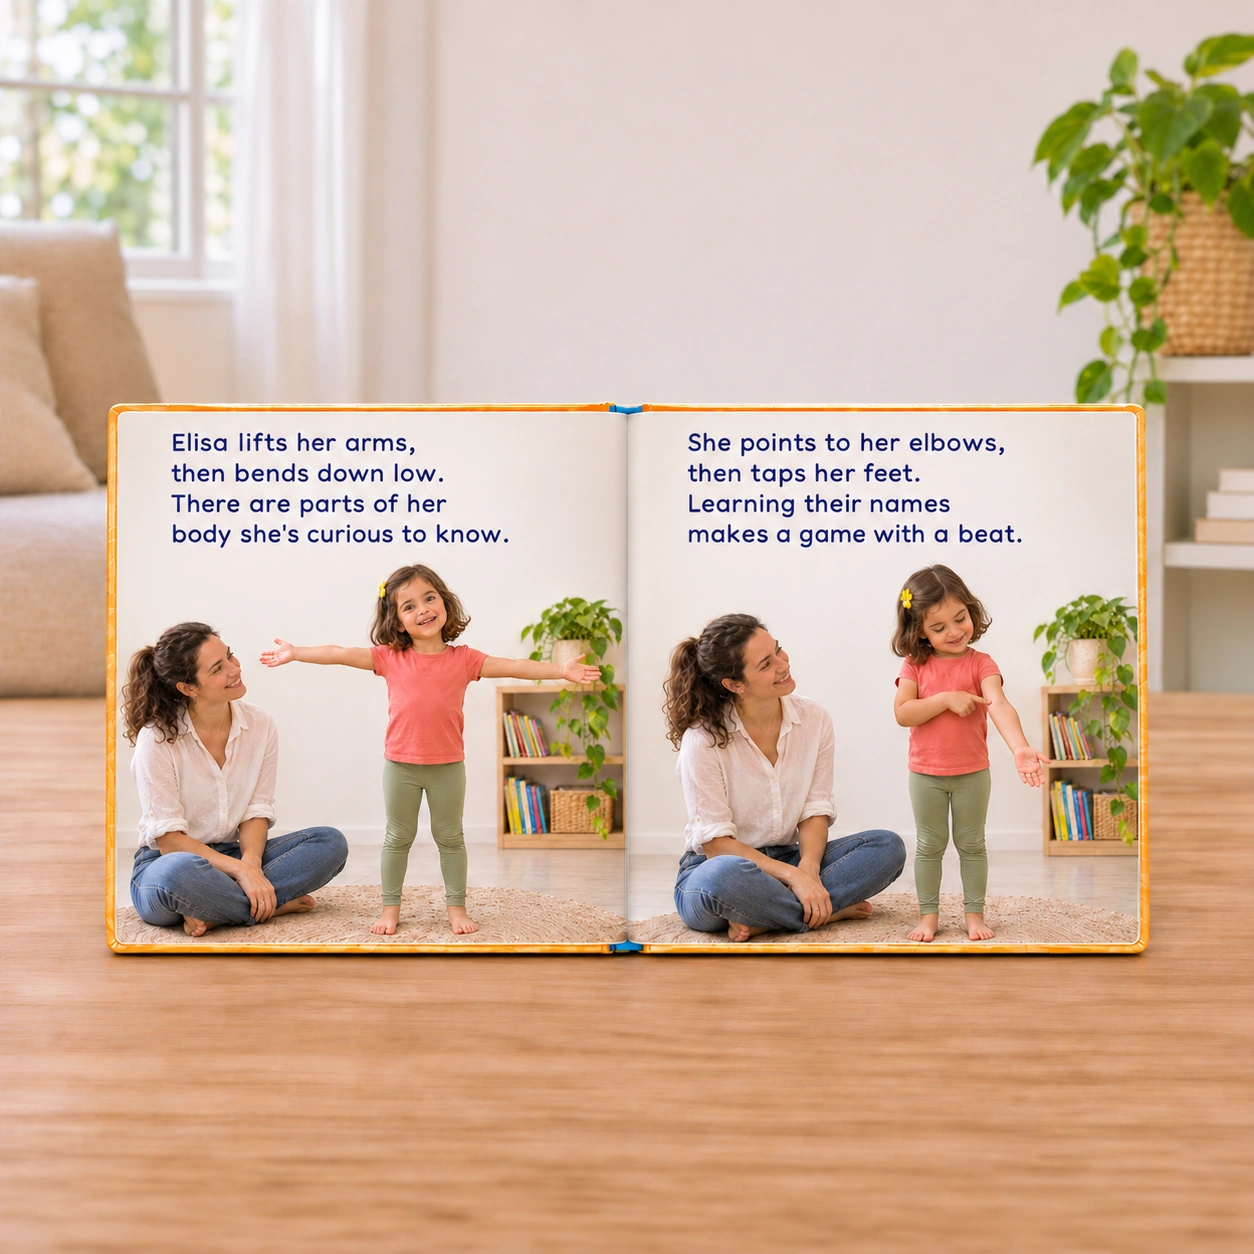 Elisa lifts her arms,
then bends down low.
There are parts of her
body she's curious to know.
She points to her elbows,
then taps her feet.
Learning their names
makes a game with a beat.